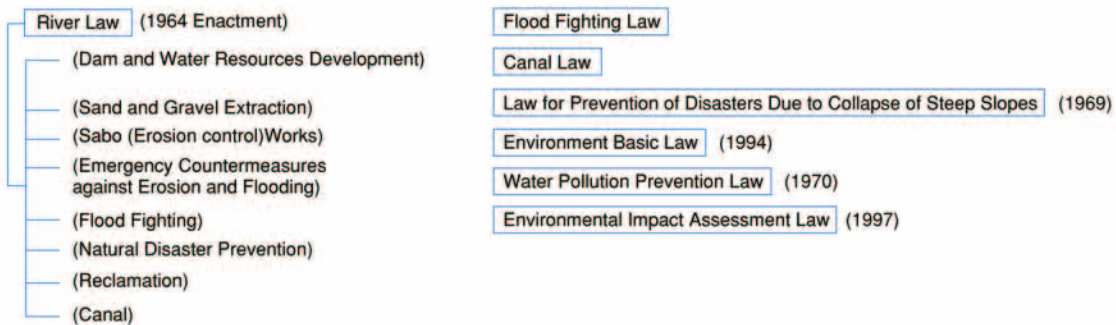 River Law (1964 Enactment)
(Dam and Water Resources Development)
(Sand and Gravel Extraction)
(Sabo (Erosion control)Works)
(Emergency Countermeasures
against Erosion and Flooding)
(Flood Fighting)
(Natural Disaster Prevention)
(Reclamation)
(Canal)
Flood Fighting Law
Canal Law
Law for Prevention of Disasters Due to Collapse of Steep Slopes (1969)
Environment Basic Law (1994)
Water Pollution Prevention Law (1970)
Environmental Impact Assessment Law (1997)